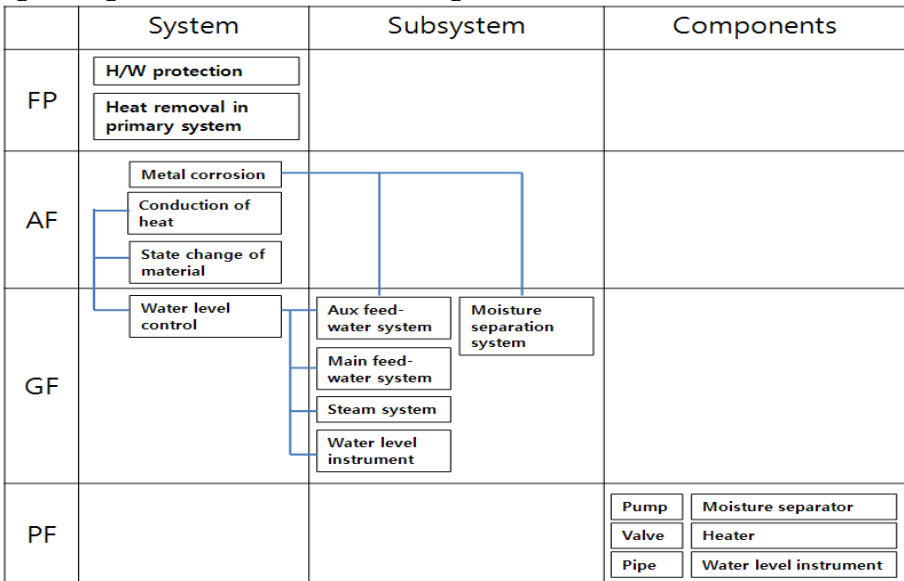 System Subsystem Components
FP
H/W protection
Heat removal in
primary system
AF
Metal corrosion
Conduction of
heat
State change of
material
GF
Water level
control
Aux feed-
water system
Moisture
separation
system
Main feed-
water system
Steam system
Water level
instrument
PF
Pump Moisture separator
Valve Heater
Pipe Water level instrument